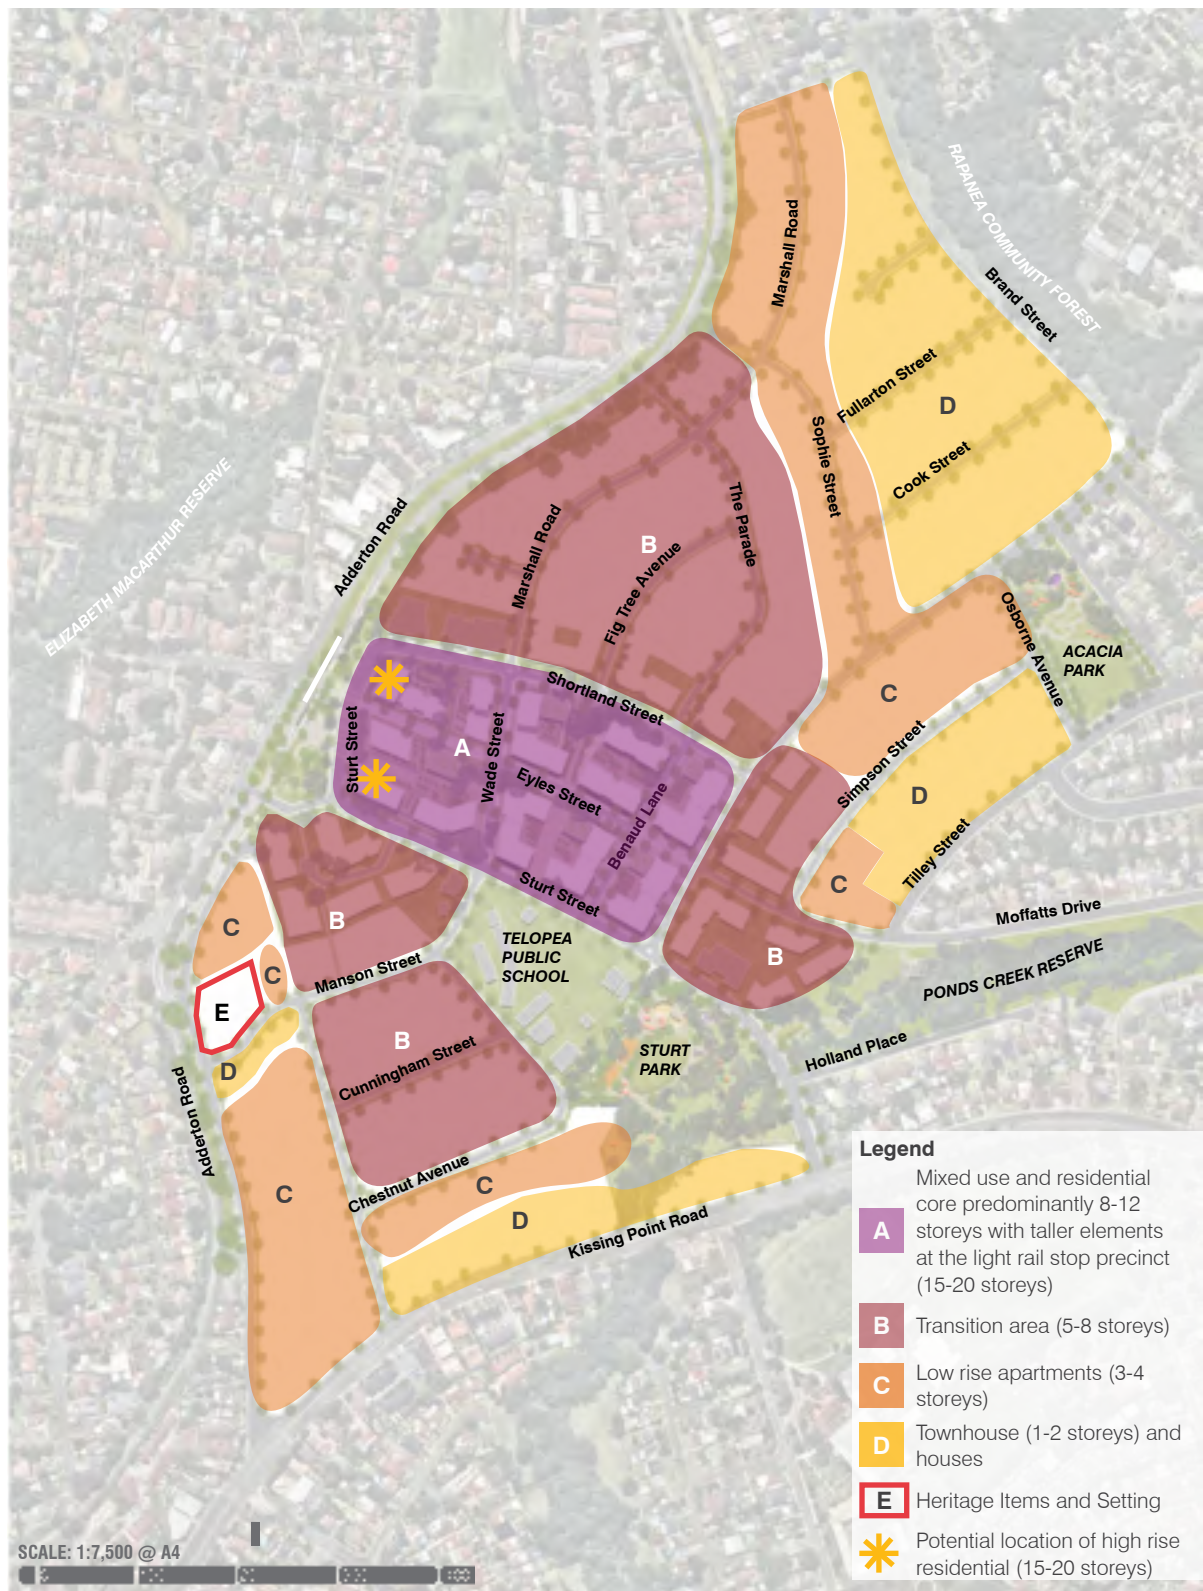 RAPANEA COMMUNITY FOREST
Brand Street
Marshall Road
Fullarton Street
D
Cook Street
Sophie Street
ELIZABETH MACARTHUR RESERVE
Adderton Road
Marshall Road
B
Fig Tree Avenue
The Parade
Osborne Avenue
ACACIA
PARK
C
Shortland Street
Sturt Street
A
Wade Street
Eyles Street
Benaud Lane
Sturt Street
Simpson Street
D
Tilley Street
C
Moffatts Drive
B
PONDS CREEK RESERVE
Holland Place
TELOPEA
PUBLIC
SCHOOL
STURT
PARK
B
Manson Street
C
C
E
D
Adderton Road
B
Cunningham Street
C
Chestnut Avenue
C
D
Kissing Point Road
Legend
A
Mixed use and residential
core predominantly 8-12
storeys with taller elements
at the light rail stop precinct
(15-20 storeys)
B
Transition area (5-8 storeys)
C
Low rise apartments (3-4
storeys)
D
Townhouse (1-2 storeys) and
houses
E
Heritage Items and Setting
Potential location of high rise
residential (15-20 storeys)
SCALE: 1:7,500 @ A4